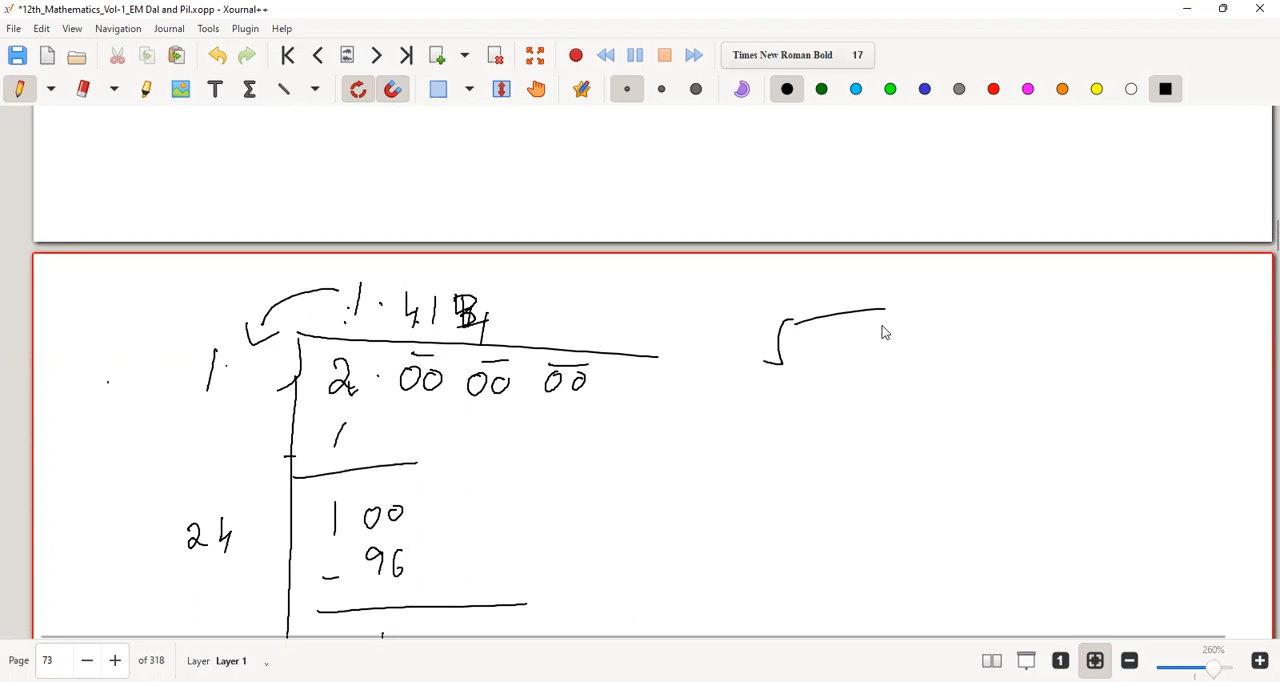 *12th_Mathematics_Vol-1_EM Dal and Pil.xopp - Xournal++
File Edit View Navigation Journal Tools Plugin Help
Times New Roman Bold 17
1.41
1. 2.00 00 00
1
1 00
24 - 96
√
Page 73 of 318 Layer Layer 1 260%